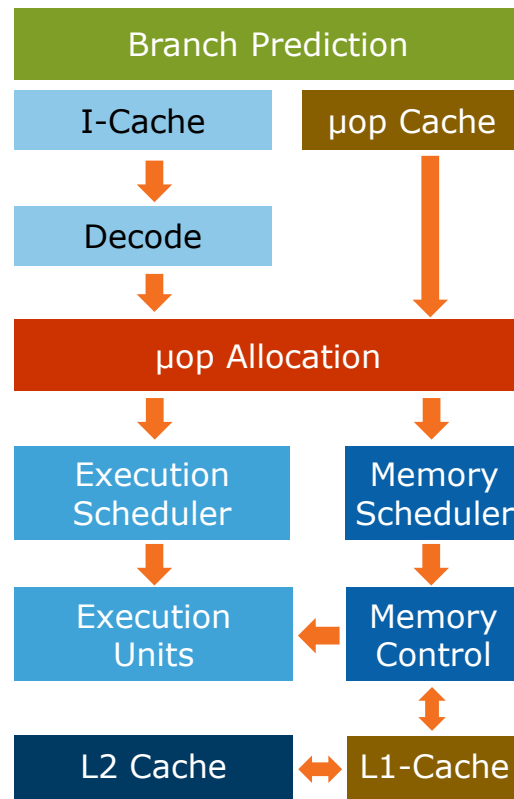 Branch Prediction
I-Cache
μop Cache
Decode
μop Allocation
Execution
Scheduler
Memory
Scheduler
Execution
Units
Memory
Control
L2 Cache
L1-Cache